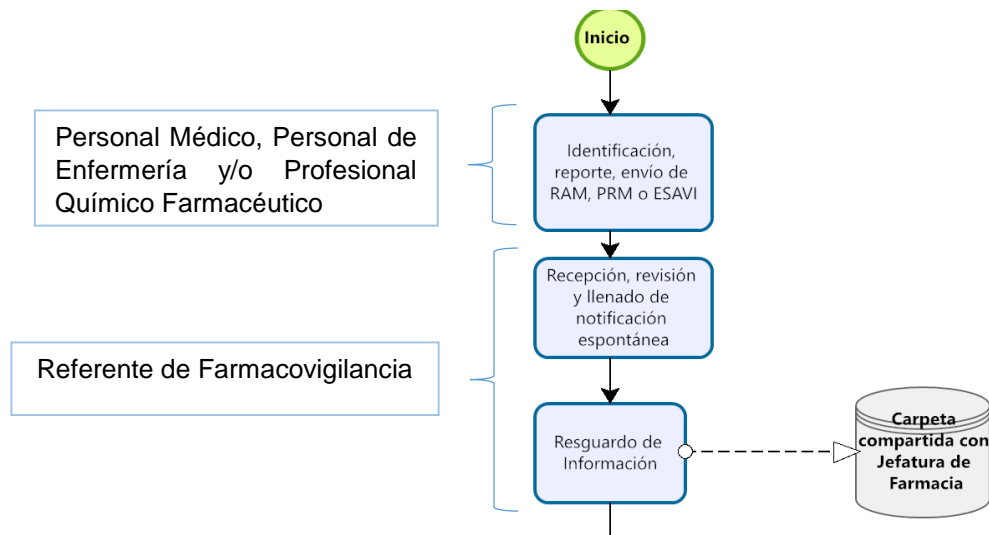 Inicio
Personal Médico, Personal de
Enfermería y/o Profesional
Químico Farmacéutico
Identificación,
reporte, envío de
RAM, PRM o ESAVI
Recepción, revisión
y llenado de
notificación
espontánea
Referente de Farmacovigilancia
Resguardo de
Información
Carpeta
compartida con
Jefatura de
Farmacia